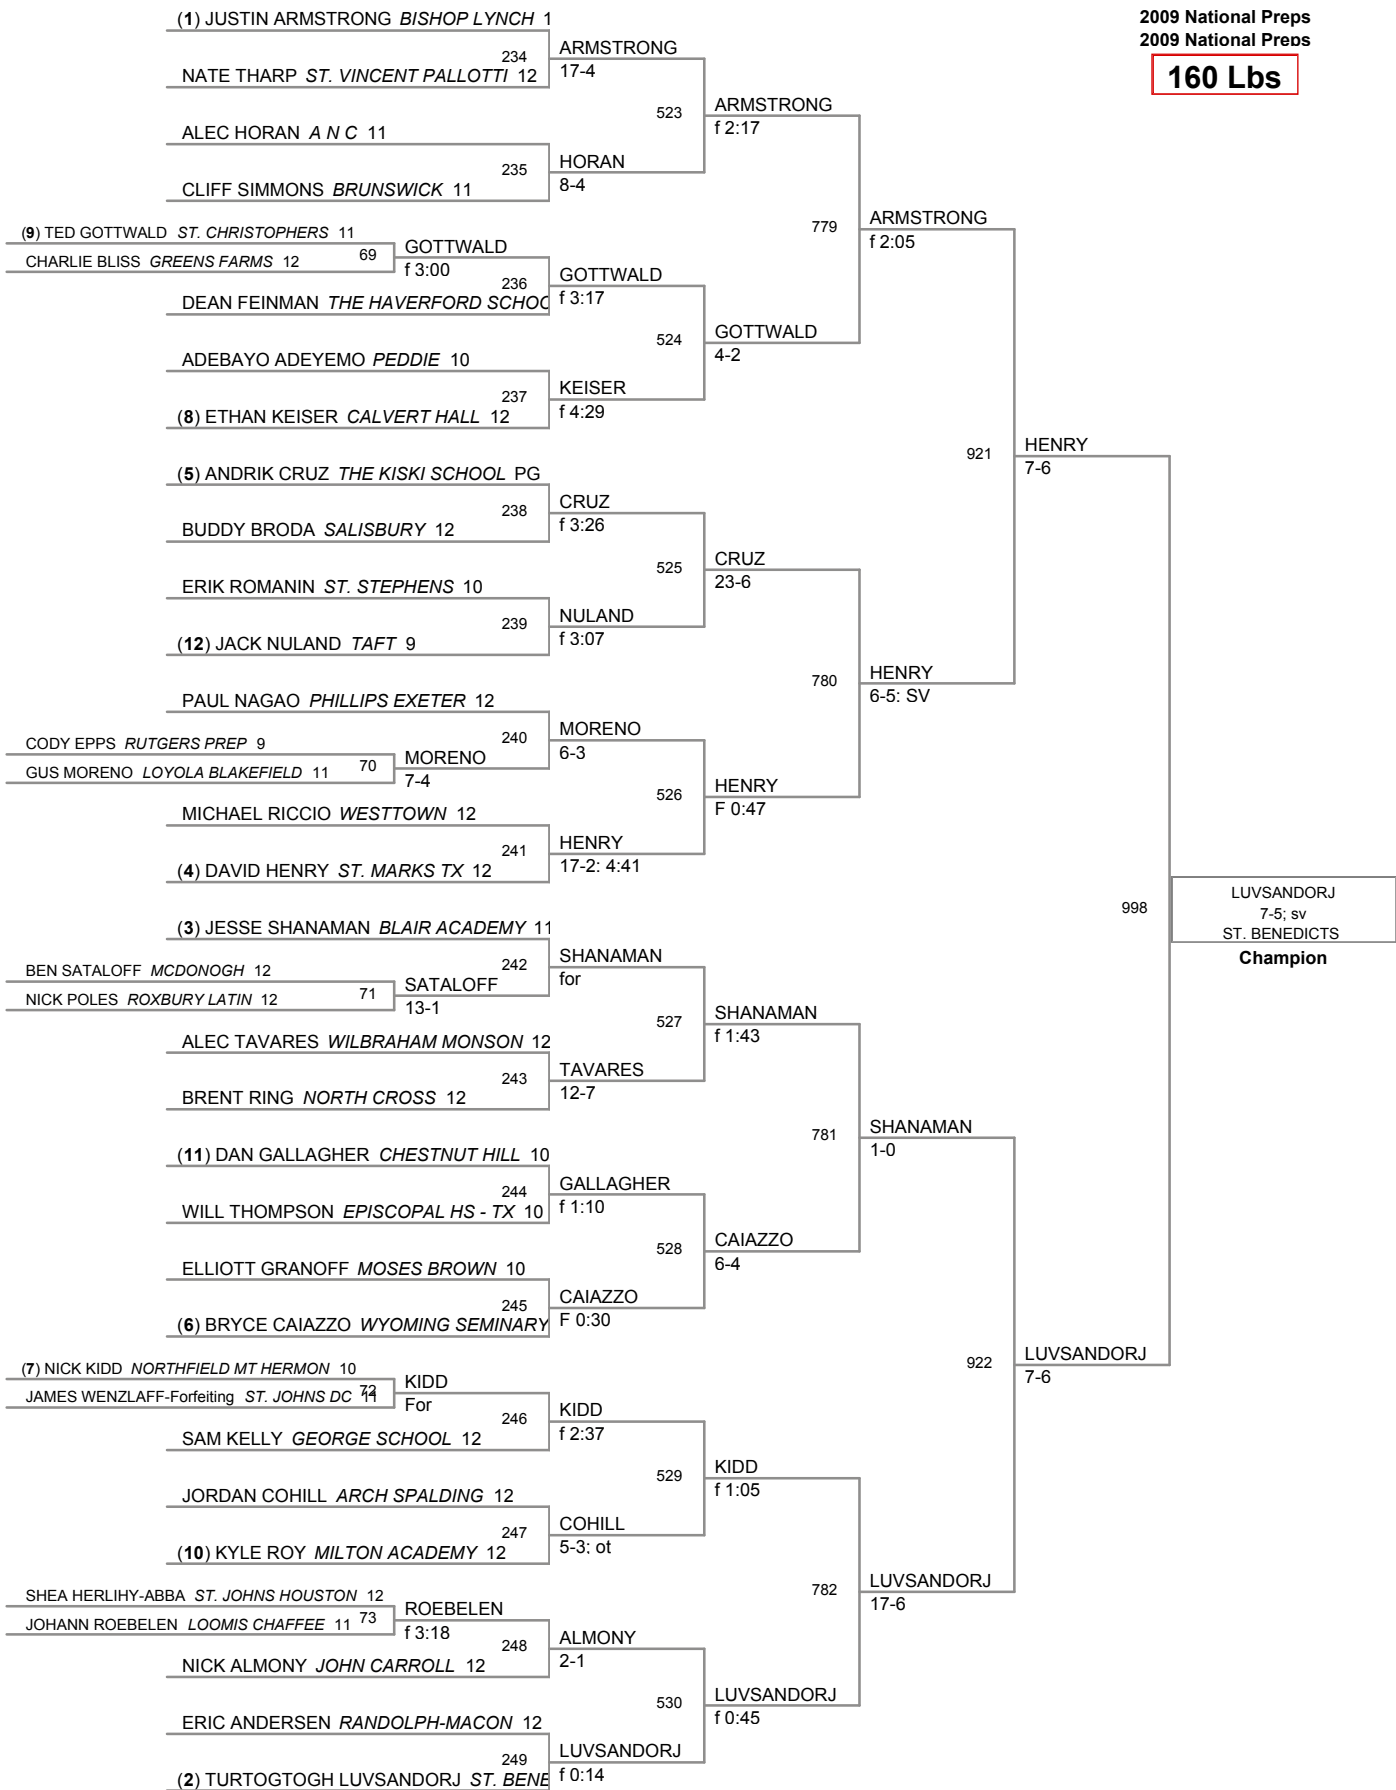 2009 National Preps
2009 National Preps
160 Lbs
(1) JUSTIN ARMSTRONG BISHOP LYNCH 1
234
ARMSTRONG
17-4
NATE THARP ST. VINCENT PALLOTTI 12
523
ARMSTRONG
f 2:17
ALEC HORAN A N C 11
235
HORAN
8-4
CLIFF SIMMONS BRUNSWICK 11
779
ARMSTRONG
f 2:05
(9) TED GOTTWALD ST. CHRISTOPHERS 11
69
GOTTWALD
f 3:00
CHARLIE BLISS GREENS FARMS 12
236
GOTTWALD
f 3:17
DEAN FEINMAN THE HAVERFORD SCHOO
524
GOTTWALD
4-2
ADEBAYO ADEYEMO PEDDIE 10
237
KEISER
f 4:29
(8) ETHAN KEISER CALVERT HALL 12
921
HENRY
7-6
(5) ANDRIK CRUZ THE KISKI SCHOOL PG
238
CRUZ
f 3:26
BUDDY BRODA SALISBURY 12
525
CRUZ
23-6
ERIK ROMANIN ST. STEPHENS 10
239
NULAND
f 3:07
(12) JACK NULAND TAFT 9
780
HENRY
6-5: SV
PAUL NAGAO PHILLIPS EXETER 12
240
MORENO
6-3
CODY EPPS RUTGERS PREP 9
70
MORENO
7-4
GUS MORENO LOYOLA BLAKEFIELD 11
526
HENRY
F 0:47
MICHAEL RICCIO WESTTOWN 12
241
HENRY
17-2: 4:41
(4) DAVID HENRY ST. MARKS TX 12
998
LUVSANDORJ
7-5; sv
ST. BENEDICTS
Champion
(3) JESSE SHANAMAN BLAIR ACADEMY 11
242
SHANAMAN
for
BEN SATALOFF MCDONOGH 12
71
SATALOFF
13-1
NICK POLES ROXBURY LATIN 12
527
SHANAMAN
f 1:43
ALEC TAVARES WILBRAHAM MONSON 12
243
TAVARES
12-7
BRENT RING NORTH CROSS 12
781
SHANAMAN
1-0
(11) DAN GALLAGHER CHESTNUT HILL 10
244
GALLAGHER
f 1:10
WILL THOMPSON EPISCOPAL HS - TX 10
528
CAIAZZO
6-4
ELLIOTT GRANOFF MOSES BROWN 10
245
CAIAZZO
F 0:30
(6) BRYCE CAIAZZO WYOMING SEMINARY
922
LUVSANDORJ
7-6
(7) NICK KIDD NORTHFIELD MT HERMON 10
72
KIDD
For
JAMES WENZLAFF-Forfeiting ST. JOHNS DC 11
246
KIDD
f 2:37
SAM KELLY GEORGE SCHOOL 12
529
KIDD
f 1:05
JORDAN COHILL ARCH SPALDING 12
247
COHILL
5-3; ot
(10) KYLE ROY MILTON ACADEMY 12
782
LUVSANDORJ
17-6
SHEA HERLIHY-ABBA ST. JOHNS HOUSTON 12
73
ROEBELEN
f 3:18
JOHANN ROEBELEN LOOMIS CHAFFEE 11
248
ALMONY
2-1
NICK ALMONY JOHN CARROLL 12
530
LUVSANDORJ
f 0:45
ERIC ANDERSEN RANDOLPH-MACON 12
249
LUVSANDORJ
f 0:14
(2) TURTOGTOGH LUVSANDORJ ST. BENE